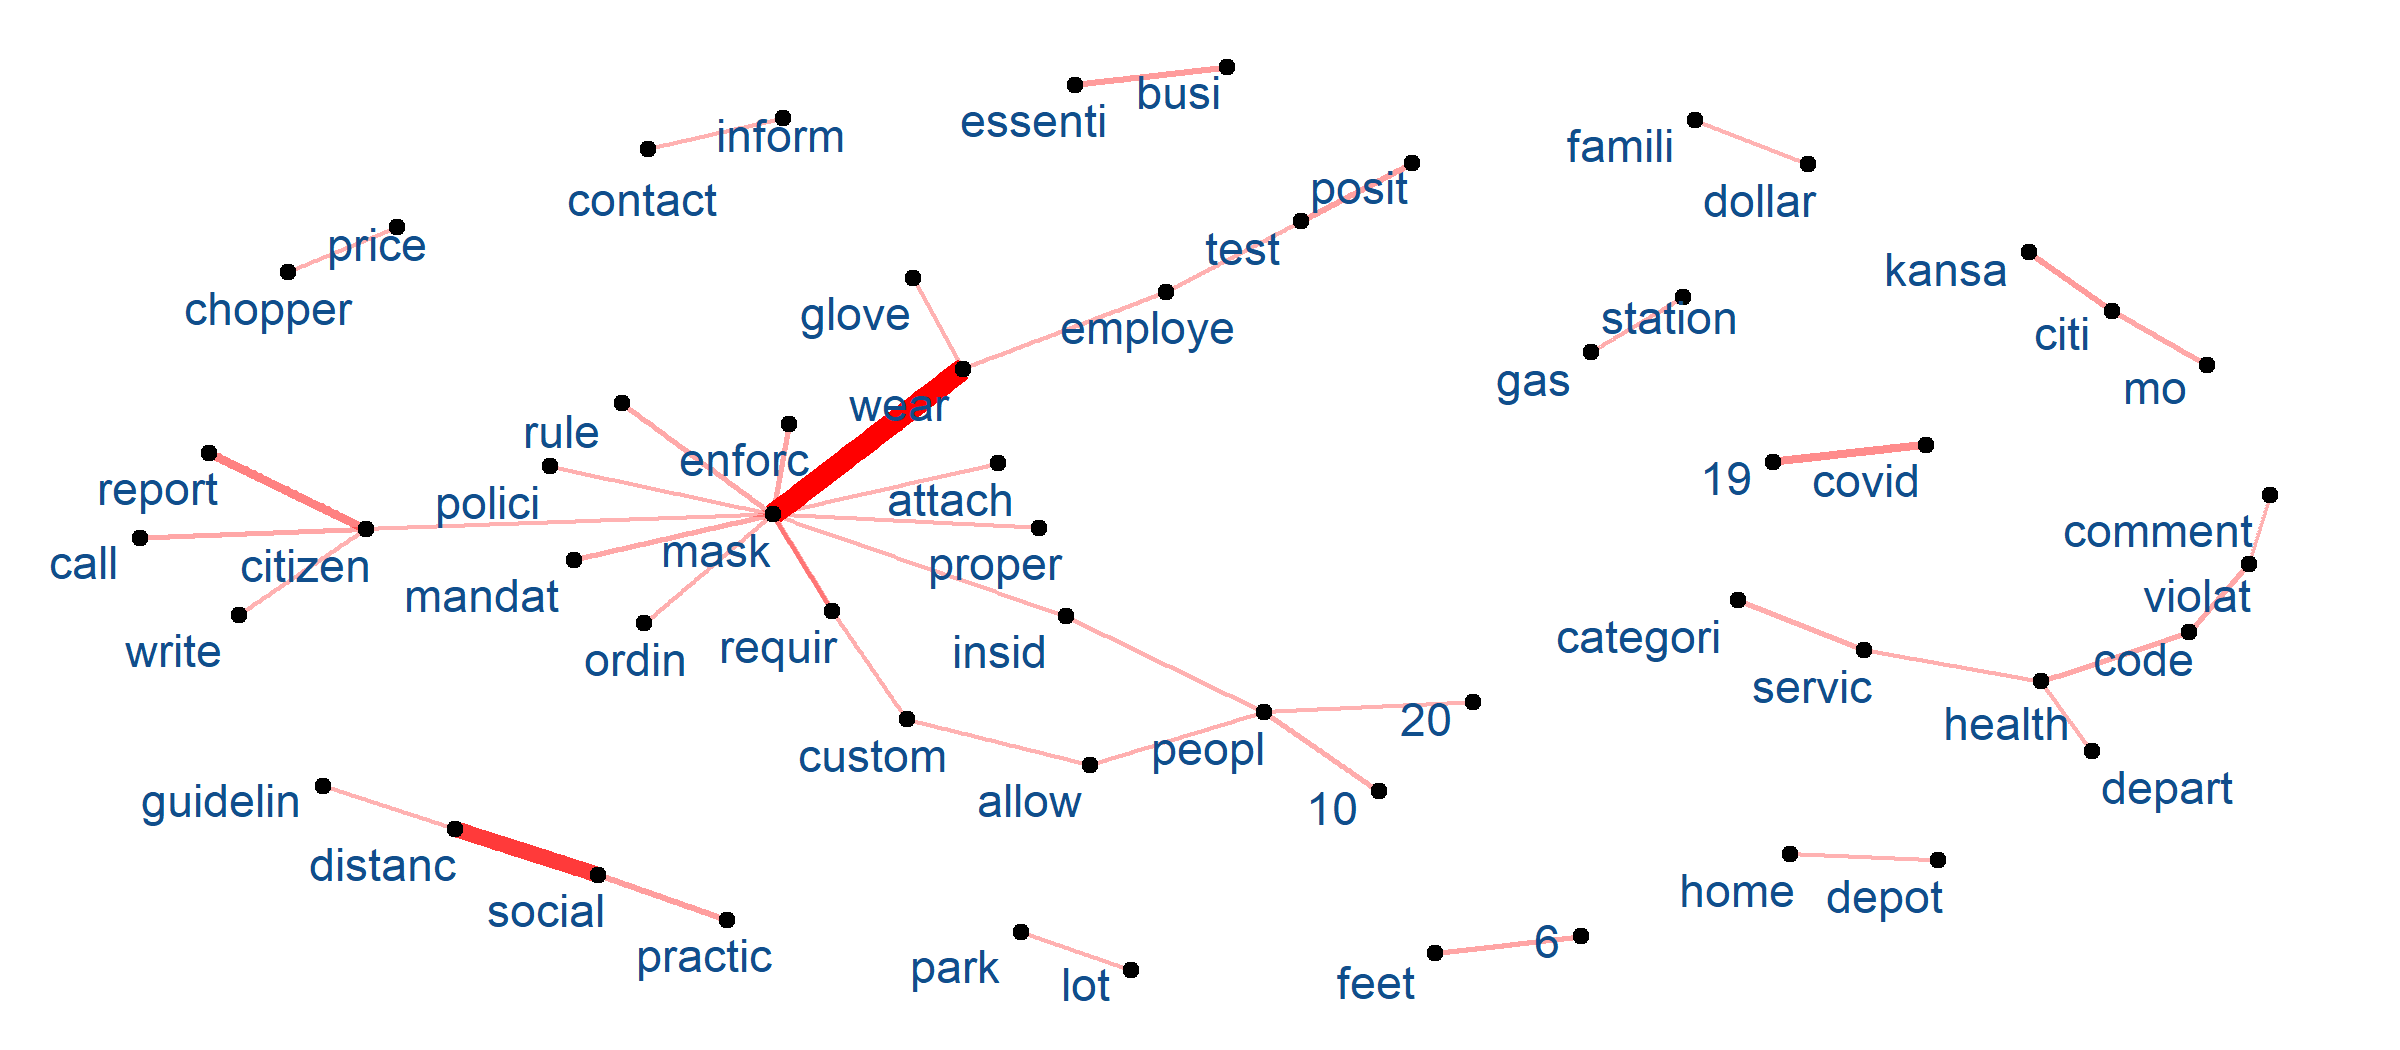 busi
essenti
inform
contact
famili
dollar
posit
test
price
chopper
kansa
citi
mo
glove
employe
station
gas
wear
rule
enforc
report
polici
attach
19
covid
call
citizen
mask
proper
comment
mandat
violat
write
ordin
requir
insid
categori
code
servic
health
20
custom
peopl
allow
10
depart
guidelin
distanc
social
practic
home
depot
park
lot
6
feet